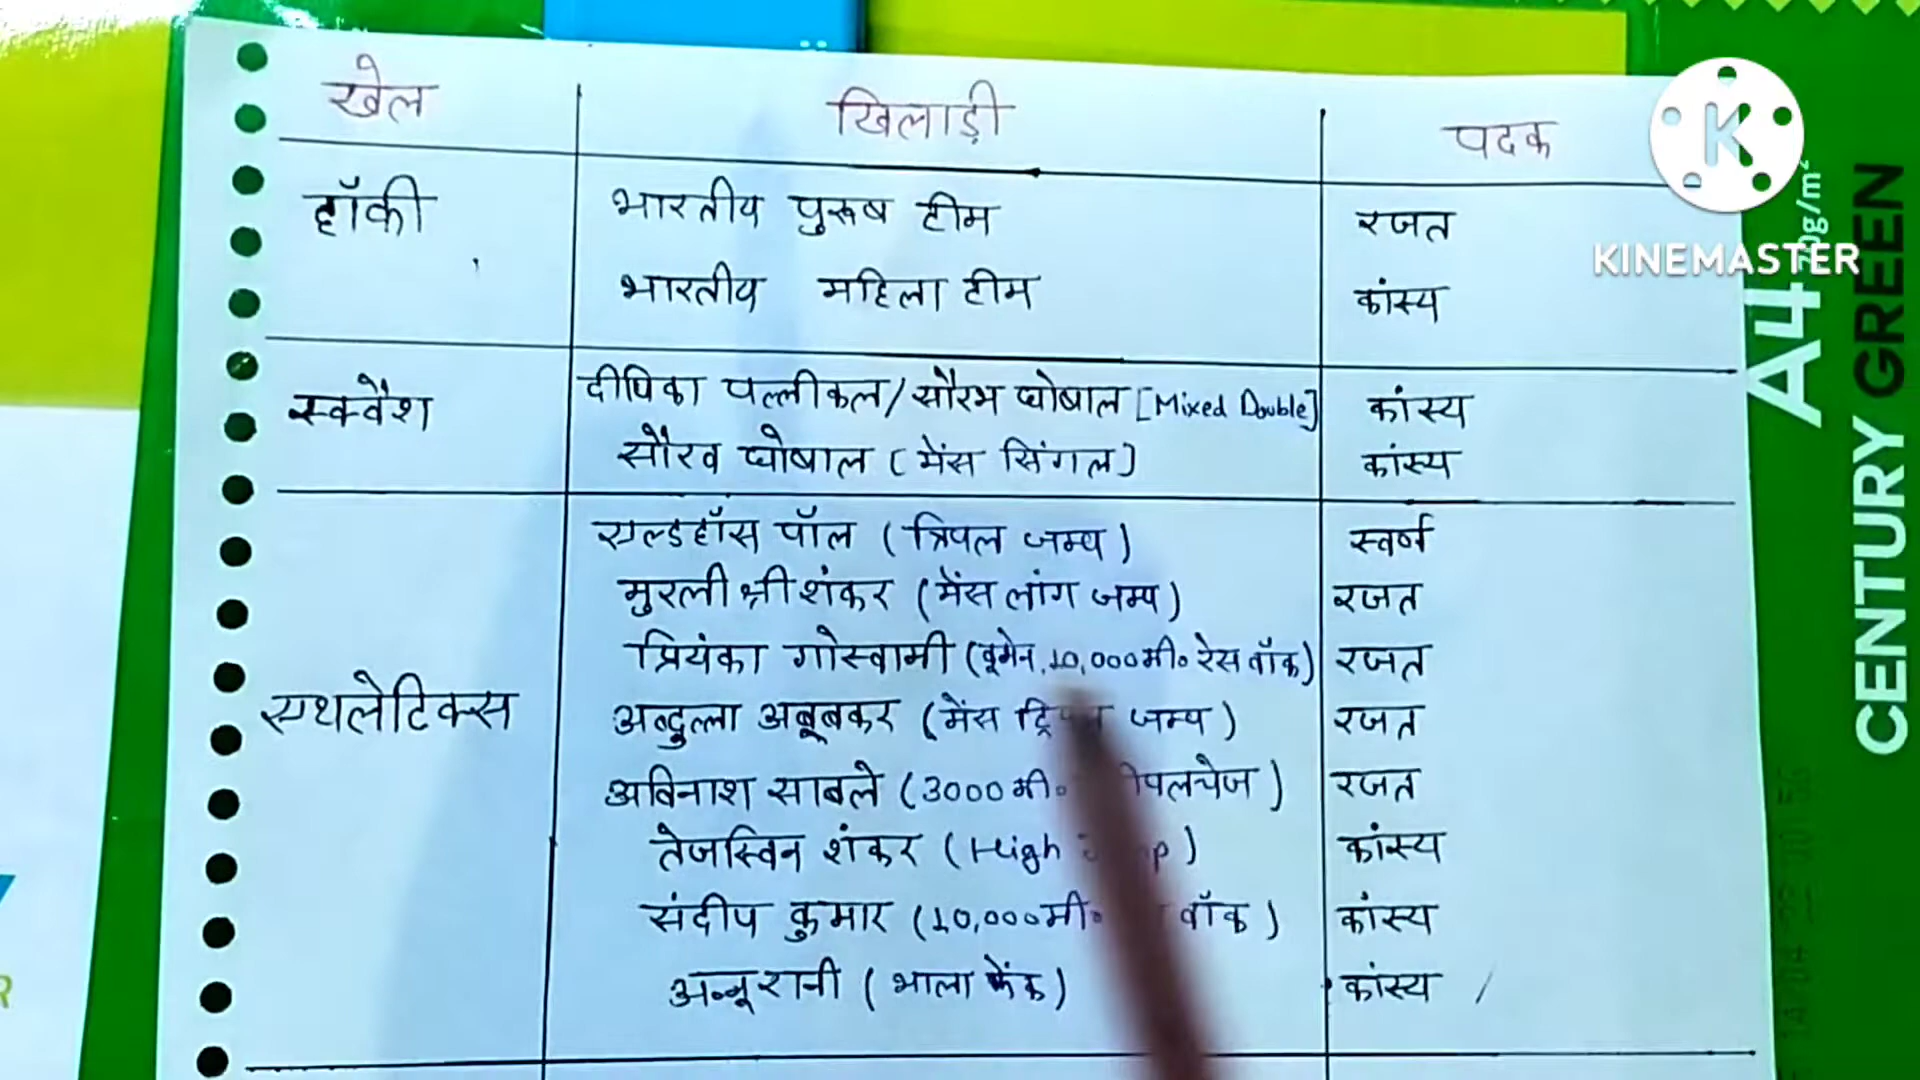 खेल खिलाड़ी पदक
हॉकी भारतीय पुरूष टीम रजत
भारतीय महिला टीम कांस्य
स्क्वैश दीपिका पल्लीकल/सौरभ घोषाल [Mixed Double] कांस्य
सौरव घोषाल [मेंस सिंगल] कांस्य
एल्डहॉस पॉल (त्रिपल जम्प) स्वर्ण
मुरली श्रीशंकर (मेंस लांग जम्प) रजत
प्रियंका गोस्वामी (वूमेन, 10,000मी० रेस वॉक) रजत
एथलेटिक्स अब्दुल्ला अबूबकर (मेंस जम्प) रजत
अविनाश साबले (3000मी० पलचेज) रजत
तेजस्विन शंकर (High p) कांस्य
संदीप कुमार (10,000मी० वॉक) कांस्य
अन्नू रानी (भाला फेंक) कांस्य
K
KINEMASTER
A4 70g/m²
CENTURY GREEN
R